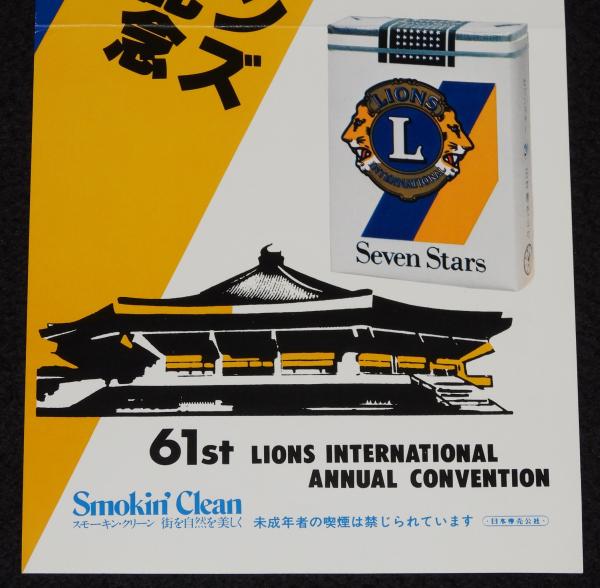 ンズ
記念
LIONS
L
INTERNATIONAL
Seven Stars
61st LIONS INTERNATIONAL
ANNUAL CONVENTION
Smokin' Clean
スモーキン・クリーン 街を自然を美しく 未成年者の喫煙は禁じられています 日本専売公社